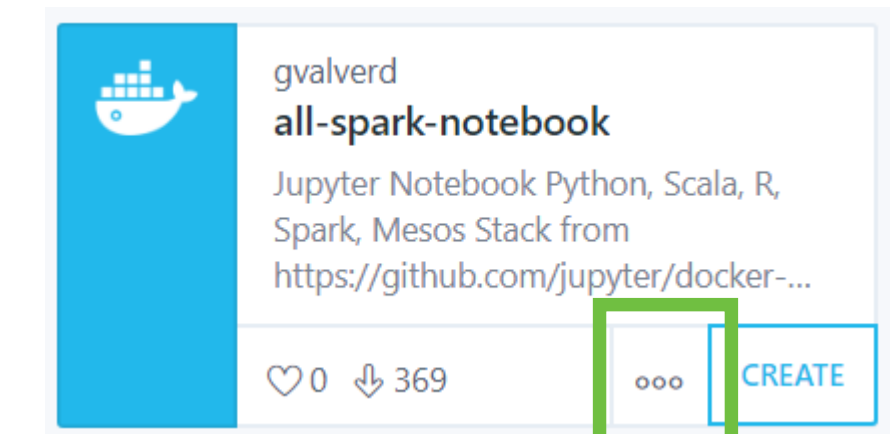 gvalverd
all-spark-notebook
Jupyter Notebook Python, Scala, R,
Spark, Mesos Stack from
https://github.com/jupyter/docker-...
0 369 CREATE